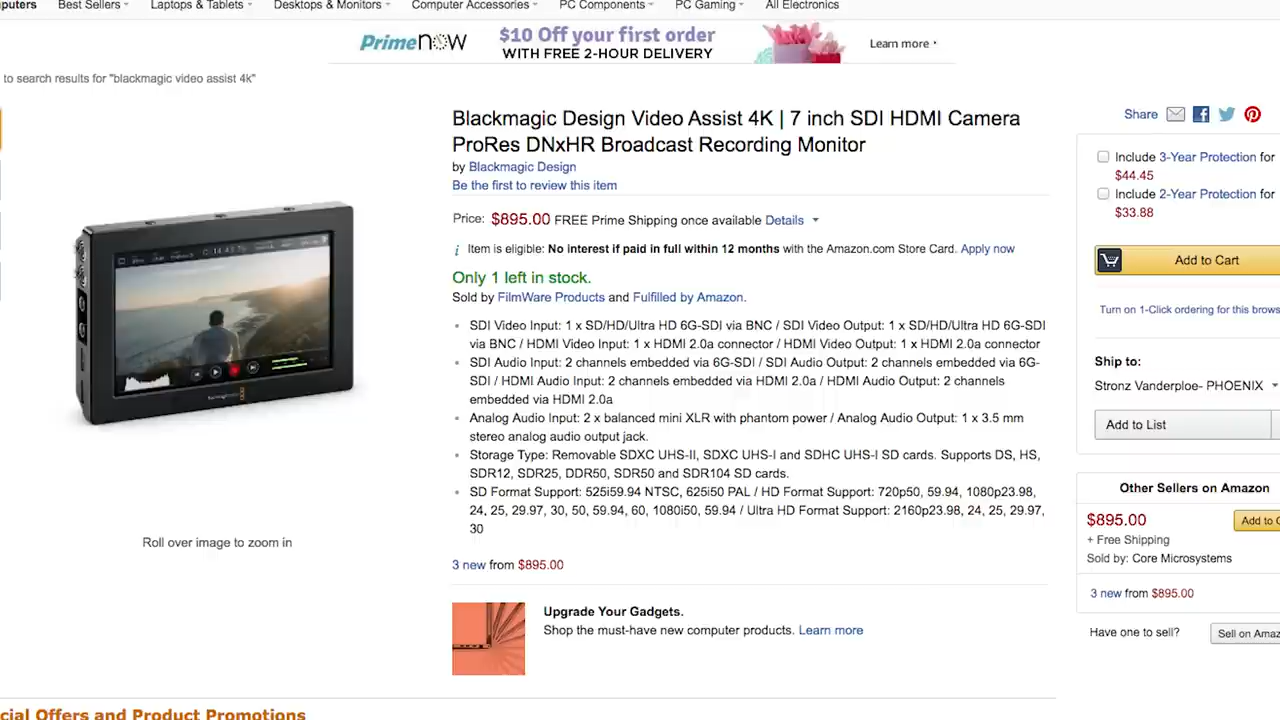 mputers Best Sellers Laptops & Tablets Desktops & Monitors Computer Accessories PC Components PC Gaming All Electronics
PrimeNOW $10 Off your first order
WITH FREE 2-HOUR DELIVERY
Learn more
to search results for "blackmagic video assist 4k"
Blackmagic Design Video Assist 4K | 7 inch SDI HDMI Camera
ProRes DNxHR Broadcast Recording Monitor
by Blackmagic Design
Be the first to review this item
Price: $895.00 FREE Prime Shipping once available Details
i Item is eligible: No interest if paid in full within 12 months with the Amazon.com Store Card. Apply now
Only 1 left in stock.
Sold by FilmWare Products and Fulfilled by Amazon.
SDI Video Input: 1 x SD/HD/Ultra HD 6G-SDI via BNC / SDI Video Output: 1 x SD/HD/Ultra HD 6G-SDI
via BNC / HDMI Video Input: 1 x HDMI 2.0a connector / HDMI Video Output: 1 x HDMI 2.0a connector
SDI Audio Input: 2 channels embedded via 6G-SDI / SDI Audio Output: 2 channels embedded via 6G-
SDI / HDMI Audio Input: 2 channels embedded via HDMI 2.0a / HDMI Audio Output: 2 channels
embedded via HDMI 2.0a
Analog Audio Input: 2 x balanced mini XLR with phantom power / Analog Audio Output: 1 x 3.5 mm
stereo analog audio output jack.
Storage Type: Removable SDXC UHS-II, SDXC UHS-I and SDHC UHS-I SD cards. Supports DS, HS,
SDR12, SDR25, DDR50, SDR50 and SDR104 SD cards.
SD Format Support: 525i59.94 NTSC, 625i50 PAL / HD Format Support: 720p50, 59.94, 1080p23.98,
24, 25, 29.97, 30, 50, 59.94, 60, 1080i50, 59.94 / Ultra HD Format Support: 2160p23.98, 24, 25, 29.97,
30
Roll over image to zoom in
3 new from $895.00
Upgrade Your Gadgets.
Shop the must-have new computer products. Learn more
cial Offers and Product Promotions
Share
Include 3-Year Protection for
$44.45
Include 2-Year Protection for
$33.88
Add to Cart
Turn on 1-Click ordering for this brows
Ship to:
Stronz Vanderploe- PHOENIX
Add to List
Other Sellers on Amazon
$895.00 Add to C
+ Free Shipping
Sold by: Core Microsystems
3 new from $895.00
Have one to sell? Sell on Amaz